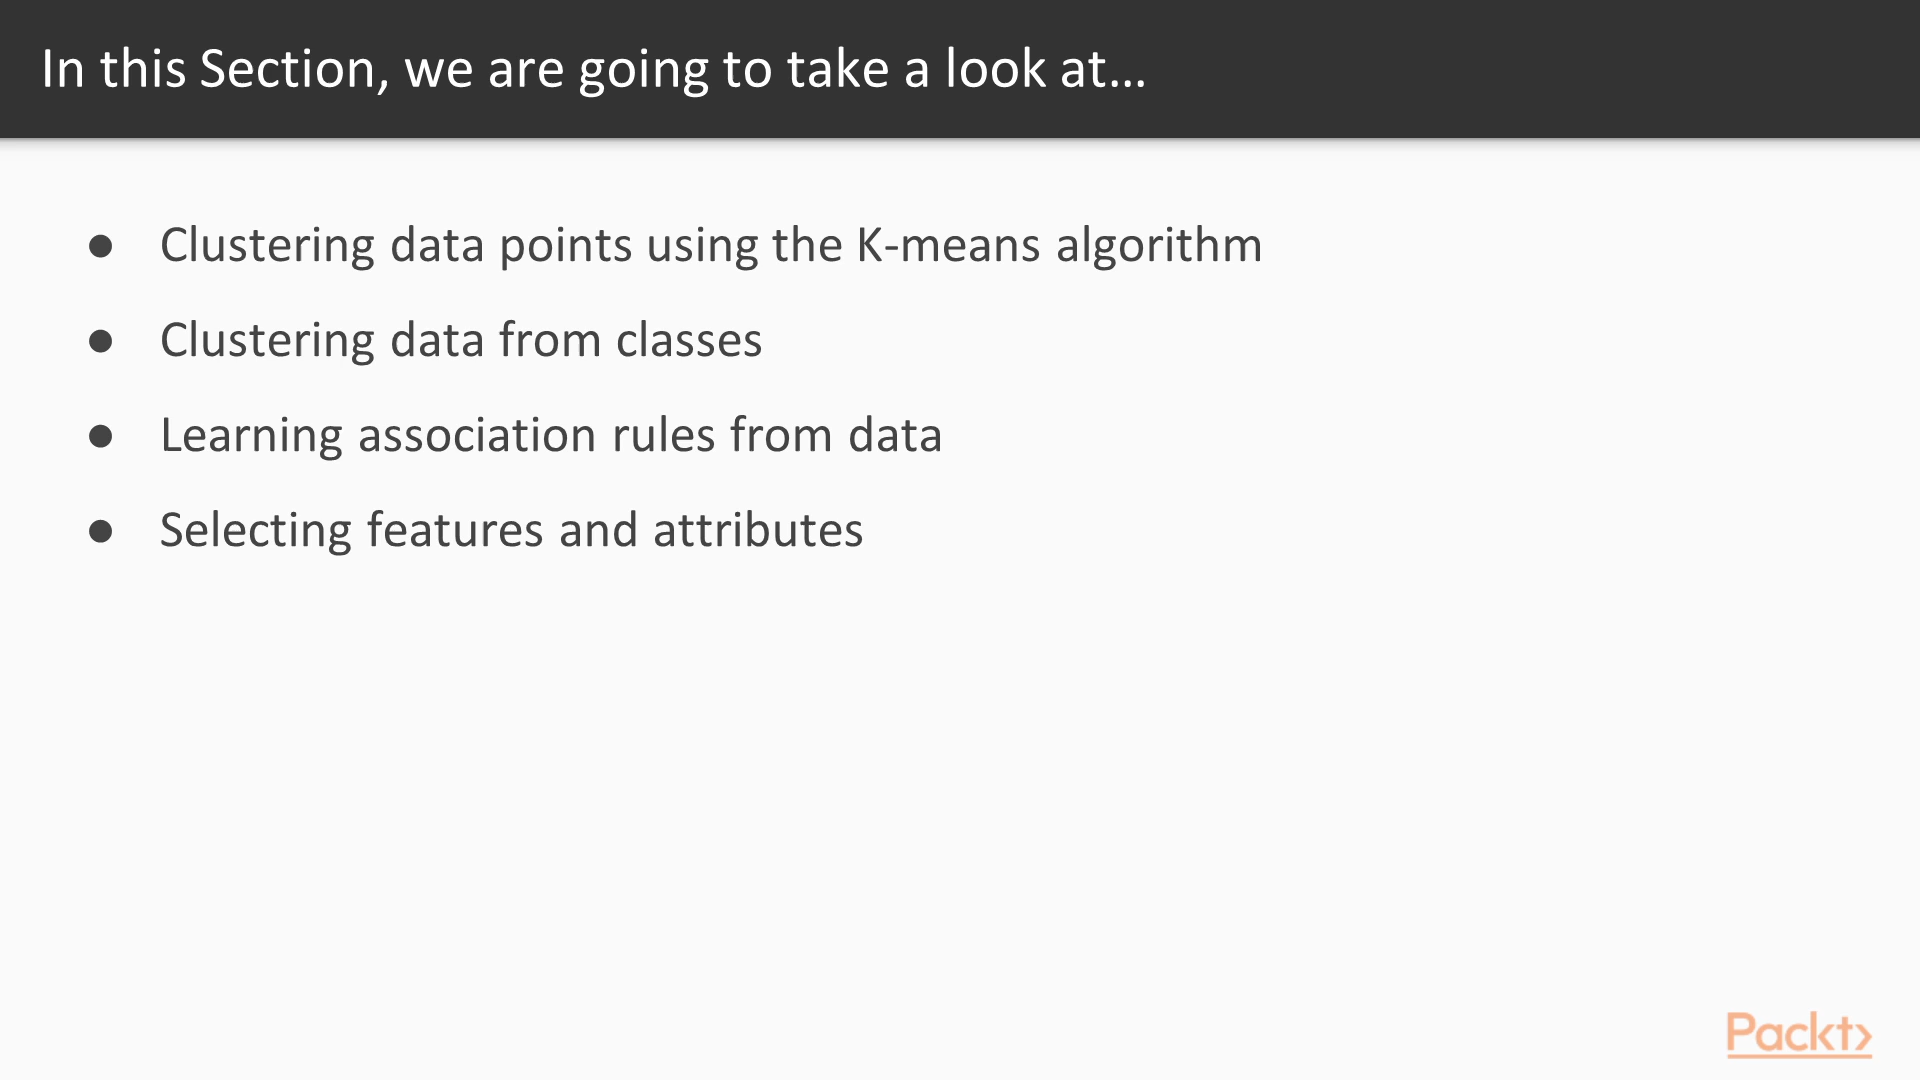 In this Section, we are going to take a look at...
● Clustering data points using the K-means algorithm
● Clustering data from classes
● Learning association rules from data
● Selecting features and attributes
Packt>